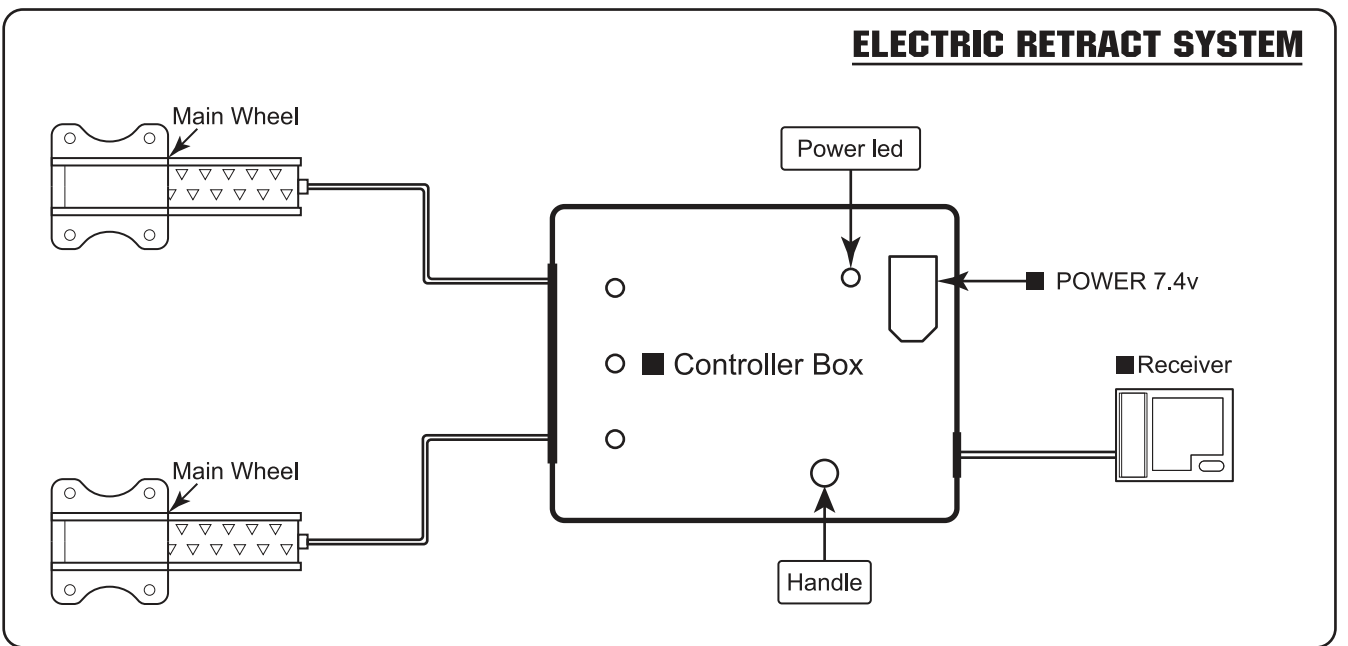 ELECTRIC RETRACT SYSTEM
Main Wheel
Power led
■ POWER 7.4v
■ Controller Box
■Receiver
Main Wheel
Handle